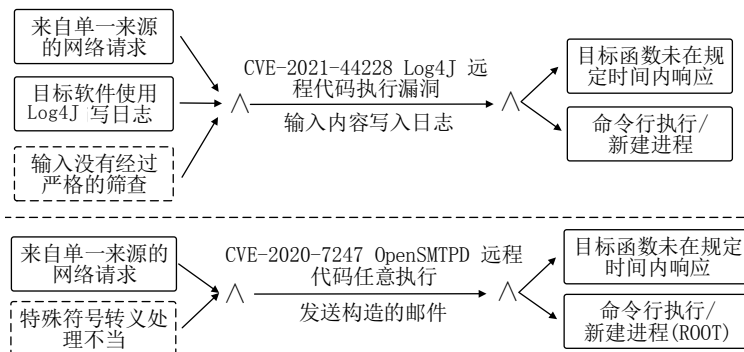 来自单一来源
的网络请求
目标软件使用
Log4J 写日志
输入没有经过
严格的筛查
CVE-2021-44228 Log4J 远
程代码执行漏洞
输入内容写入日志
目标函数未在规
定时间内响应
命令行执行/
新建进程
来自单一来源的
网络请求
特殊符号转义处
理不当
CVE-2020-7247 OpenSMTPD 远程
代码任意执行
发送构造的邮件
目标函数未在规定
时间内响应
命令行执行/
新建进程(ROOT)